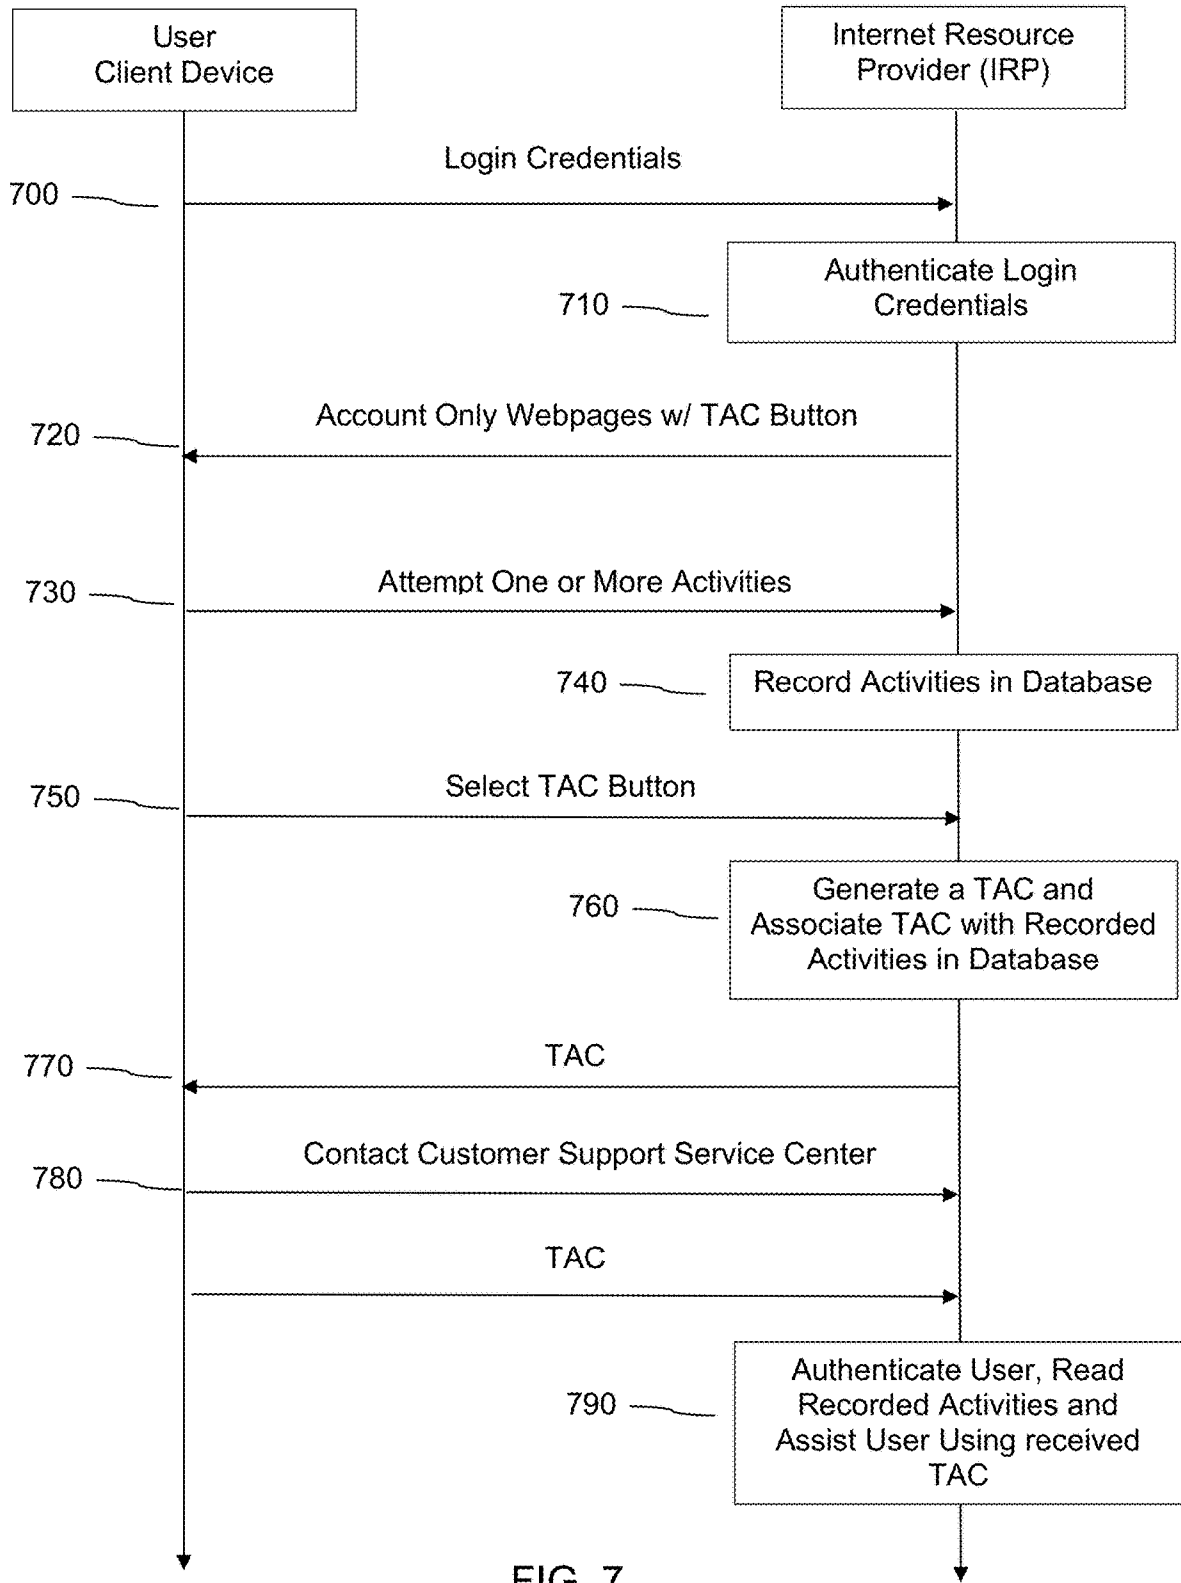 User
Client Device
Internet Resource
Provider (IRP)
Login Credentials
700
Authenticate Login
Credentials
710
Account Only Webpages w/ TAC Button
720
Attempt One or More Activities
730
740
Record Activities in Database
Select TAC Button
750
Generate a TAC and
Associate TAC with Recorded
Activities in Database
760
TAC
770
Contact Customer Support Service Center
780
TAC
Authenticate User, Read
Recorded Activities and
Assist User Using received
TAC
790
FIG. 7